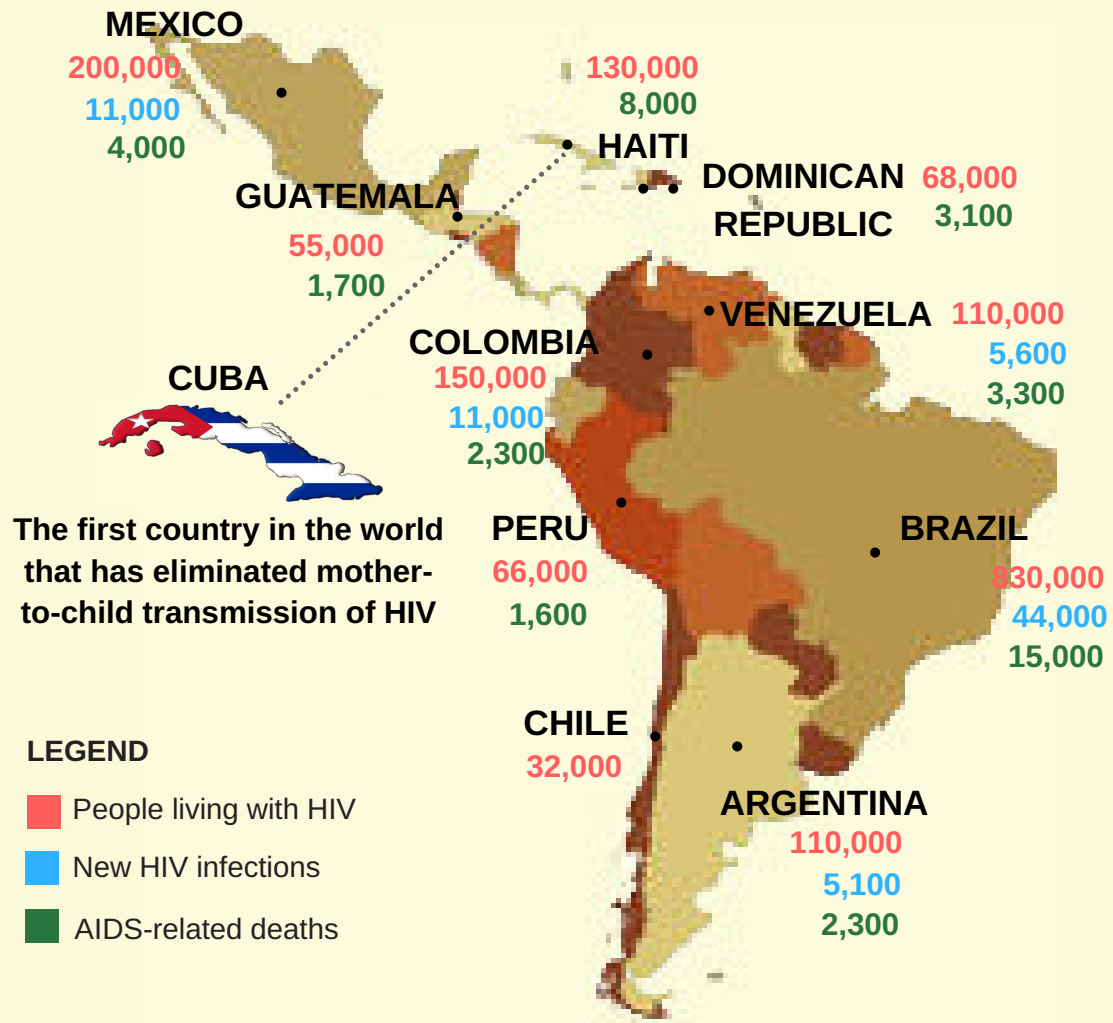 MEXICO
200,000
11,000
4,000
130,000
8,000
HAITI
DOMINICAN
REPUBLIC
68,000
3,100
GUATEMALA
55,000
1,700
VENEZUELA
110,000
5,600
3,300
COLOMBIA
150,000
11,000
2,300
CUBA
The first country in the world
that has eliminated mother-
to-child transmission of HIV
PERU
66,000
1,600
BRAZIL
830,000
44,000
15,000
CHILE
32,000
ARGENTINA
110,000
5,100
2,300
LEGEND
People living with HIV
New HIV infections
AIDS-related deaths